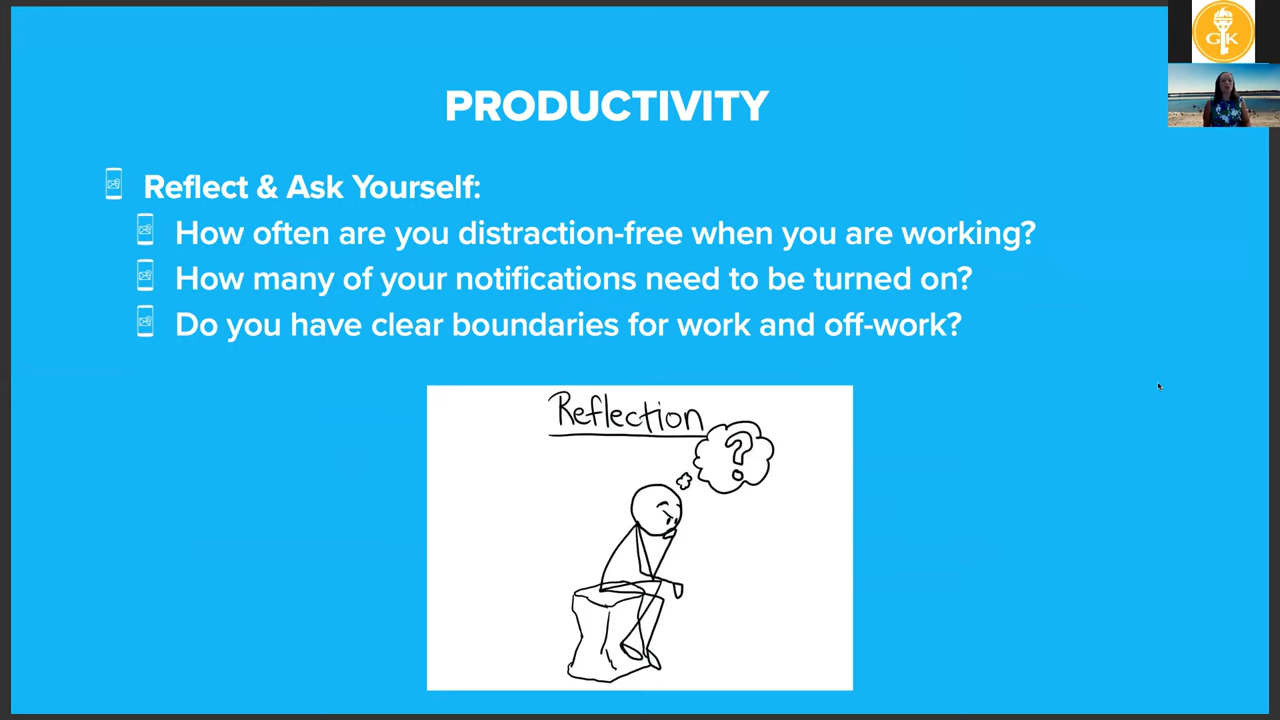 PRODUCTIVITY
Reflect & Ask Yourself:
How often are you distraction-free when you are working?
How many of your notifications need to be turned on?
Do you have clear boundaries for work and off-work?
Reflection
?
GK